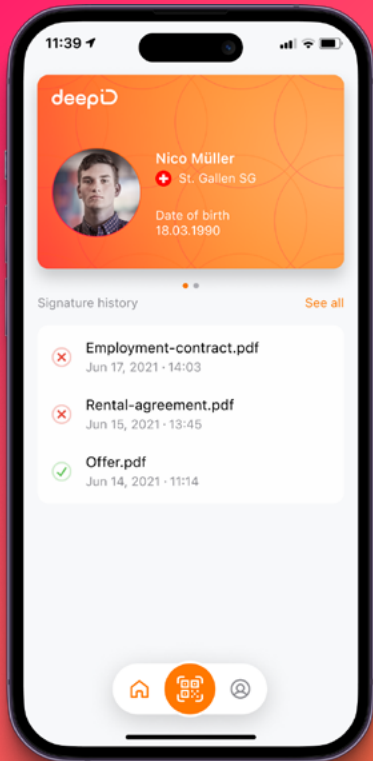 11:39
deepiD
Nico Müller
St. Gallen SG
Date of birth
18.03.1990
Signature history
See all
Employment-contract.pdf
Jun 17, 2021 · 14:03
Rental-agreement.pdf
Jun 15, 2021 · 13:45
Offer.pdf
Jun 14, 2021 · 11:14